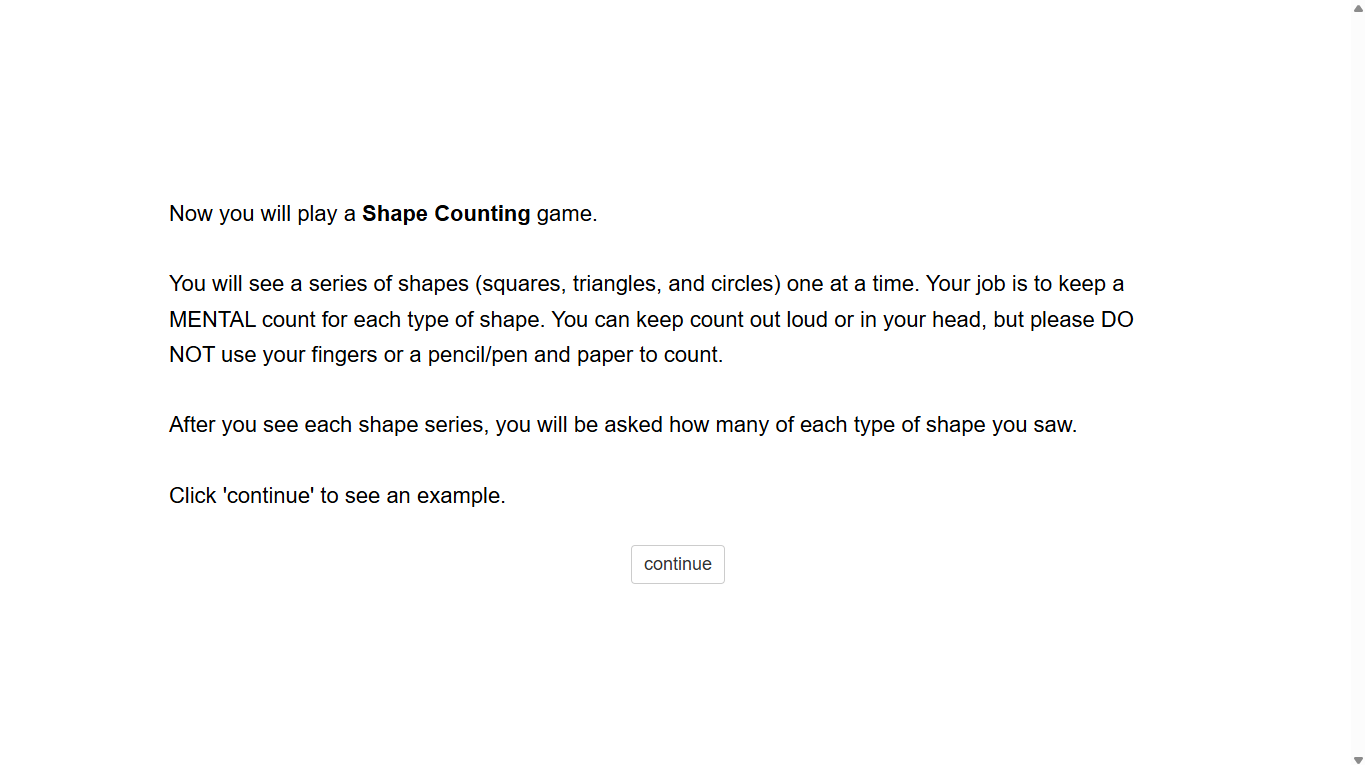 Now you will play a Shape Counting game.
You will see a series of shapes (squares, triangles, and circles) one at a time. Your job is to keep a
MENTAL count for each type of shape. You can keep count out loud or in your head, but please DO
NOT use your fingers or a pencil/pen and paper to count.
After you see each shape series, you will be asked how many of each type of shape you saw.
Click 'continue' to see an example.
continue